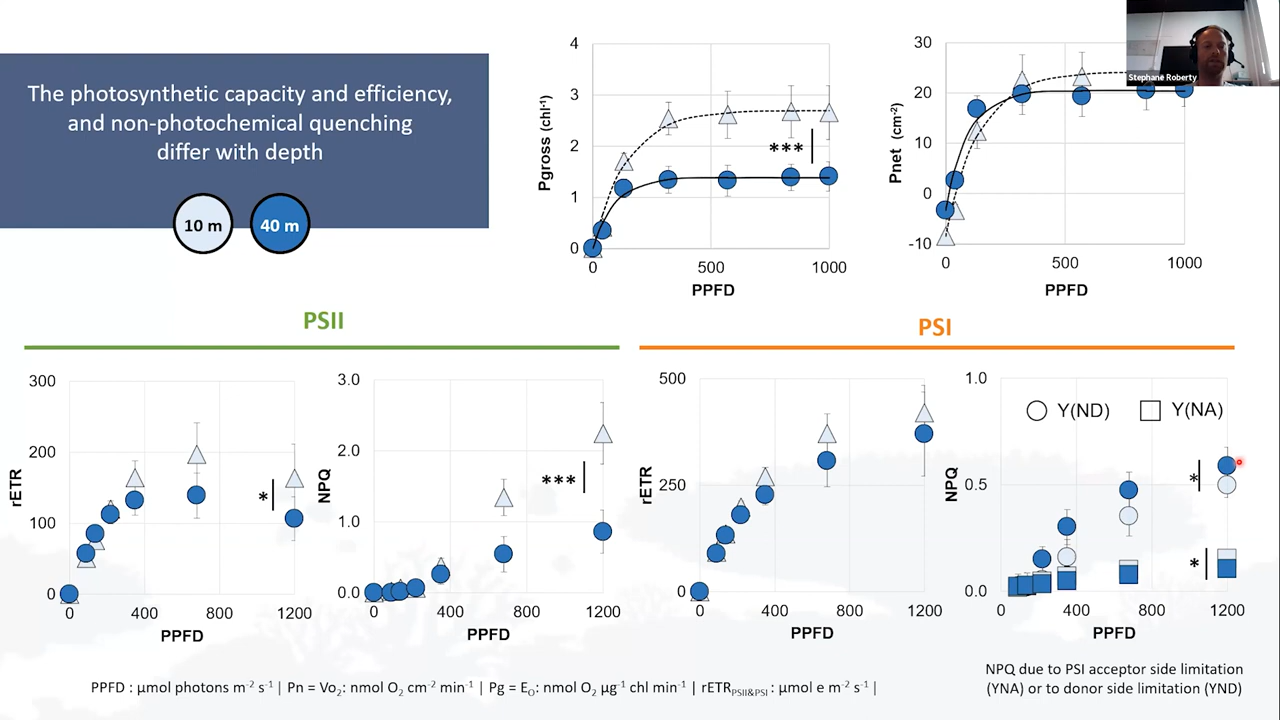 The photosynthetic capacity and efficiency,
and non-photochemical quenching
differ with depth
10 m
40 m
4
3
2
1
0
Pgross (chl⁻¹)
***
0
500
1000
PPFD
30
20
10
0
-10
Pnet (cm⁻²)
0
500
1000
PPFD
Stephane Roberty
PSII
PSI
300
200
100
0
rETR
*
0
400
800
1200
PPFD
3.0
2.0
1.0
0.0
NPQ
***
0
400
800
1200
PPFD
500
250
0
rETR
0
400
800
1200
PPFD
1.0
0.5
0.0
NPQ
Y(ND)
Y(NA)
*
*
0
400
800
1200
PPFD
PPFD : µmol photons m⁻² s⁻¹ | Pn = Vo₂: nmol O₂ cm⁻² min⁻¹ | Pg = E₀: nmol O₂ µg⁻¹ chl min⁻¹ | rETR PSII&PSI : µmol e m⁻² s⁻¹ |
NPQ due to PSI acceptor side limitation
(YNA) or to donor side limitation (YND)